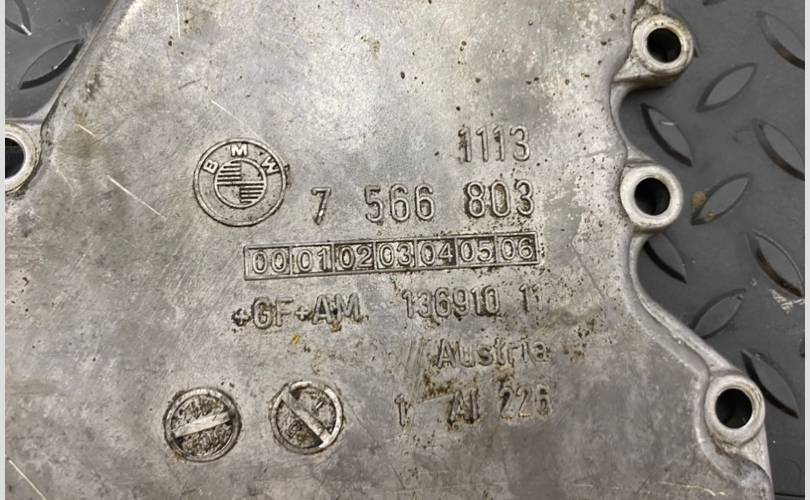 BMW
1113
7 566 803
00 01 02 03 04 05 06
+GF+AM 136910 11
Austria
1 Al 226